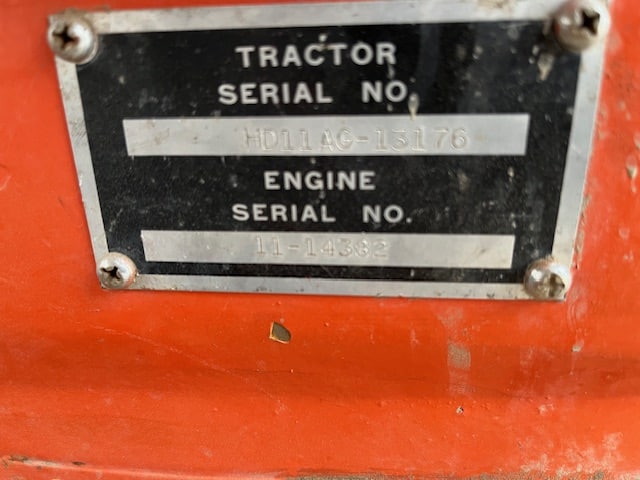 TRACTOR
SERIAL NO.
HD11AG-13176
ENGINE
SERIAL NO.
11-14382